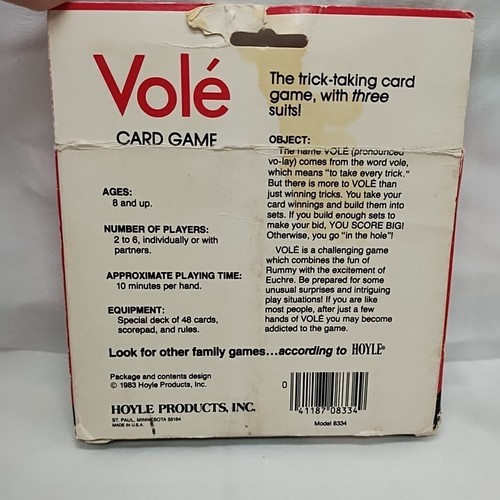 Volé
CARD GAME
AGES:
8 and up.
NUMBER OF PLAYERS:
2 to 6, individually or with
partners.
APPROXIMATE PLAYING TIME:
10 minutes per hand.
EQUIPMENT:
Special deck of 48 cards,
scorepad, and rules.
The trick-taking card
game, with three
suits!
OBJECT:
The name VOLÉ (pronounced
vo-lay) comes from the word vole,
which means "to take every trick."
But there is more to VOLÉ than
just winning tricks. You take your
card winnings and build them into
sets. If you build enough sets to
make your bid, YOU SCORE BIG!
Otherwise, you go "in the hole"!
VOLÉ is a challenging game
which combines the fun of
Rummy with the excitement of
Euchre. Be prepared for some
unusual surprises and intriguing
play situations! If you are like
most people, after just a few
hands of VOLÉ you may become
addicted to the game.
Look for other family games...according to HOYLE®
Package and contents design
© 1983 Hoyle Products, Inc.
HOYLE PRODUCTS, INC.
ST. PAUL, MINNESOTA 55164
MADE IN U.S.A.
0 41187 08334
Model 8334